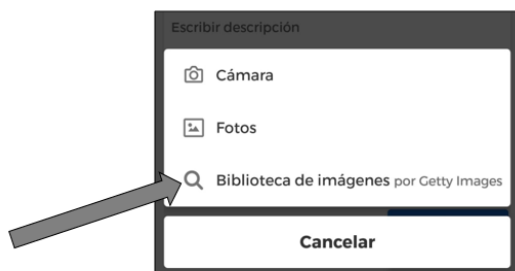 Escribir descripción
Cámara
Fotos
Biblioteca de imágenes por Getty Images
Cancelar